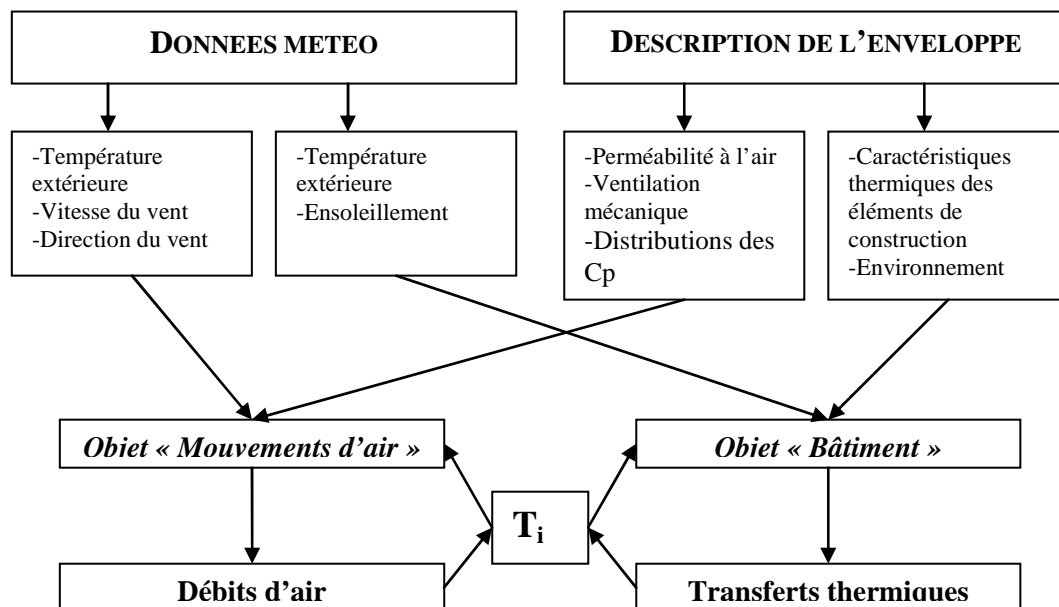 DONNEES METEO
DESCRIPTION DE L'ENVELOPPE
-Température
extérieure
-Vitesse du vent
-Direction du vent
-Température
extérieure
-Ensoleillement
-Perméabilité à l'air
-Ventilation
mécanique
-Distributions des
Cp
-Caractéristiques
thermiques des
éléments de
construction
-Environnement
Objet « Mouvements d'air »
Objet « Bâtiment »
Ti
Débits d'air
Transferts thermiques